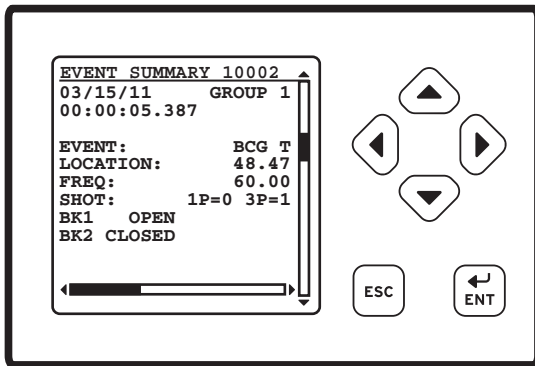 EVENT SUMMARY 10002
03/15/11 GROUP 1
00:00:05.387
EVENT: BCG T
LOCATION: 48.47
FREQ: 60.00
SHOT: 1P=0 3P=1
BK1 OPEN
BK2 CLOSED
ESC
ENT